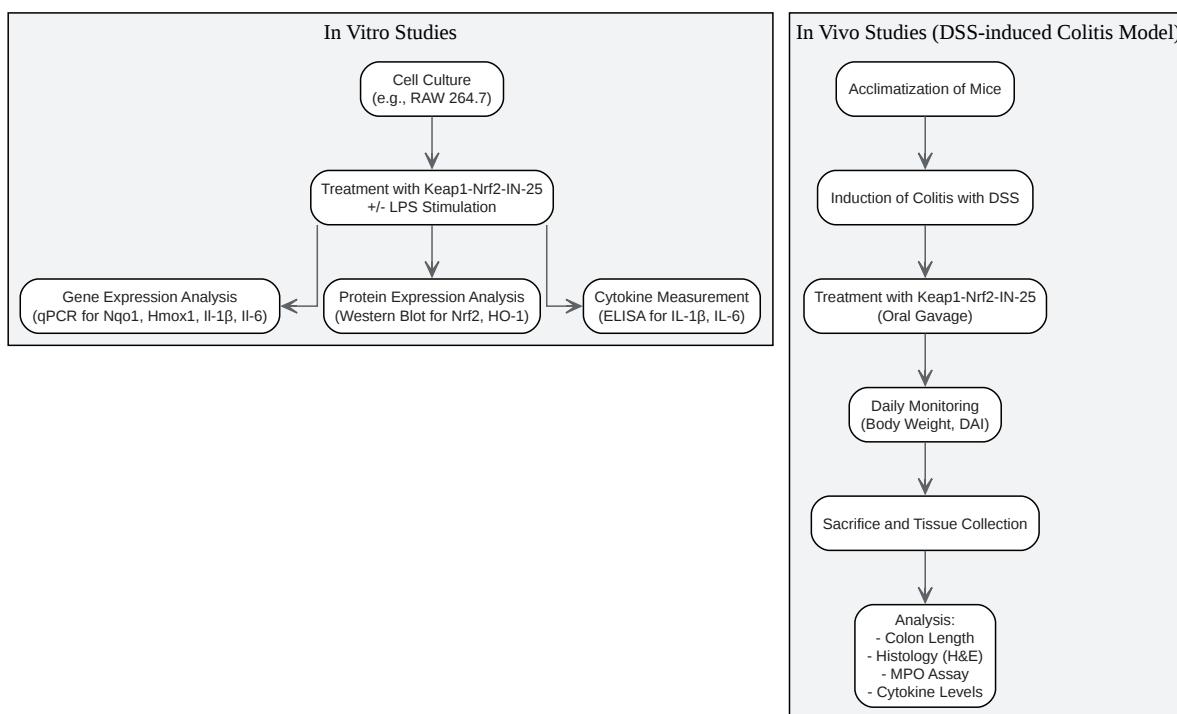 In Vitro Studies
Cell Culture
(e.g., RAW 264.7)
Treatment with Keap1-Nrf2-IN-25
+/- LPS Stimulation
Gene Expression Analysis
(qPCR for Nqo1, Hmox1, Il-1β, Il-6)
Protein Expression Analysis
(Western Blot for Nrf2, HO-1)
Cytokine Measurement
(ELISA for IL-1β, IL-6)
In Vivo Studies (DSS-induced Colitis Model)
Acclimatization of Mice
Induction of Colitis with DSS
Treatment with Keap1-Nrf2-IN-25
(Oral Gavage)
Daily Monitoring
(Body Weight, DAI)
Sacrifice and Tissue Collection
Analysis:
- Colon Length
- Histology (H&E)
- MPO Assay
- Cytokine Levels